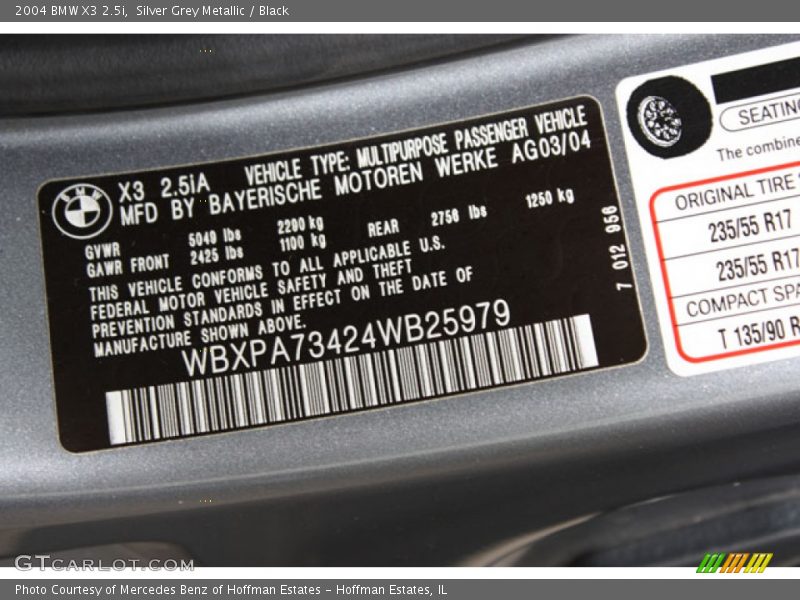 2004 BMW X3 2.5i, Silver Grey Metallic / Black
BMW
X3 2.5iA VEHICLE TYPE: MULTIPURPOSE PASSENGER VEHICLE
MFD BY BAYERISCHE MOTOREN WERKE AG03/04
GVWR 5040 lbs 2200 kg
GAWR FRONT 2425 lbs 1100 kg REAR 2756 lbs 1250 kg
THIS VEHICLE CONFORMS TO ALL APPLICABLE U.S.
FEDERAL MOTOR VEHICLE SAFETY AND THEFT
PREVENTION STANDARDS IN EFFECT ON THE DATE OF
MANUFACTURE SHOWN ABOVE.
WBXPA73424WB25979
7 012 956
SEATING
The combine
ORIGINAL TIRE
235/55 R17
235/55 R17
COMPACT SPA
T 135/90 R
GTCARLOT.COM
Photo Courtesy of Mercedes Benz of Hoffman Estates - Hoffman Estates, IL